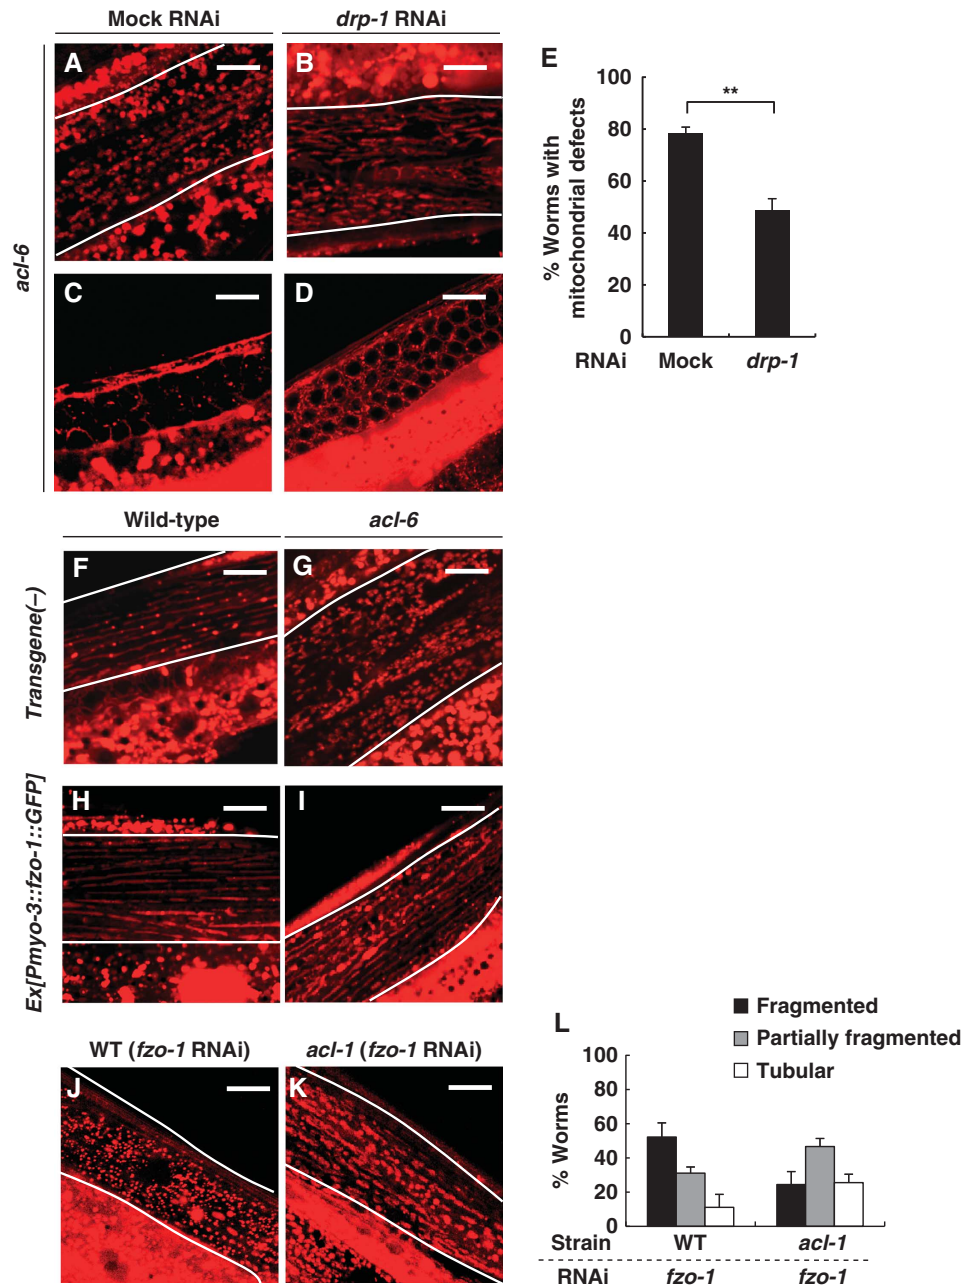 Mock RNAi
drp-1 RNAi
acl-6
A
B
C
D
E
% Worms with
mitochondrial defects
100
80
60
40
20
0
**
RNAi Mock drp-1
Wild-type
acl-6
Transgene(–)
F
G
Ex[Pmyo-3::fzo-1::GFP]
H
I
WT (fzo-1 RNAi)
acl-1 (fzo-1 RNAi)
J
K
L
Fragmented
Partially fragmented
Tubular
% Worms
100
80
60
40
20
0
Strain WT acl-1
RNAi fzo-1 fzo-1